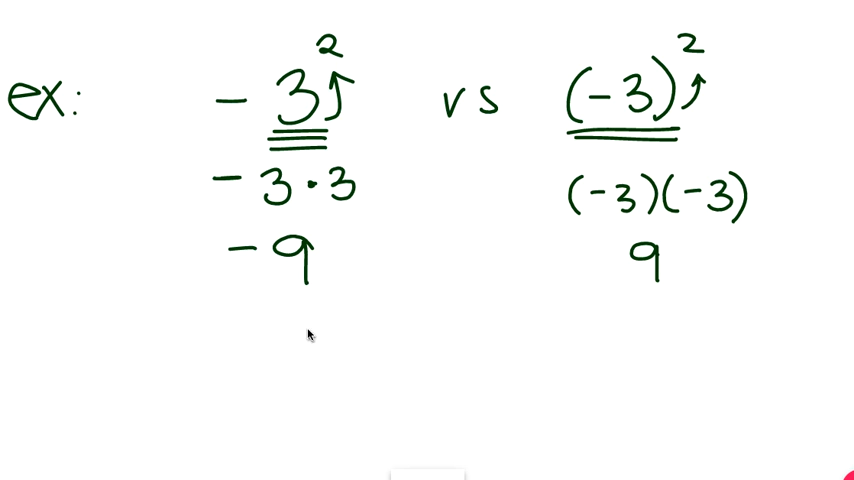 ex: - 3² vs (-3)²
- 3 · 3 (-3)(-3)
- 9 9